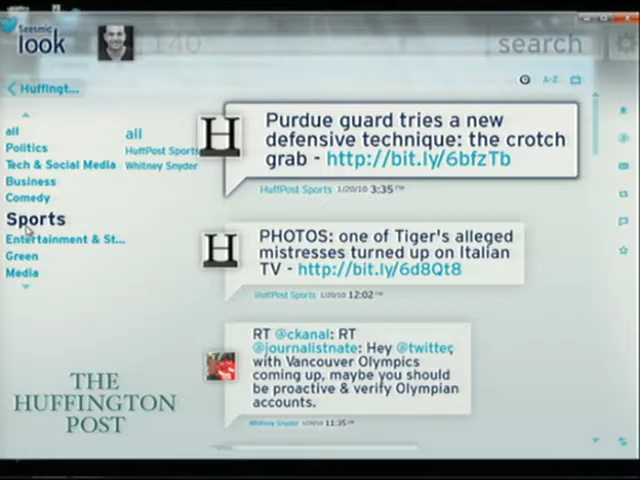 Seesmic
look
140
search
Huffingt...
A-Z
all
Politics
Tech & Social Media
Business
Comedy
Sports
Entertainment & St...
Green
Media
all
HuffPost Sports
Whitney Snyder
H
Purdue guard tries a new
defensive technique: the crotch
grab - http://bit.ly/6bfzTb
HuffPost Sports 1/20/10 3:35 PM
H
PHOTOS: one of Tiger's alleged
mistresses turned up on Italian
TV - http://bit.ly/6d8Qt8
HuffPost Sports 1/20/10 12:02 PM
RT @ckanal: RT
@journalistnate: Hey @twitter,
with Vancouver Olympics
coming up, maybe you should
be proactive & verify Olympian
accounts.
Whitney Snyder 1/20/10 11:35 AM
THE
HUFFINGTON
POST